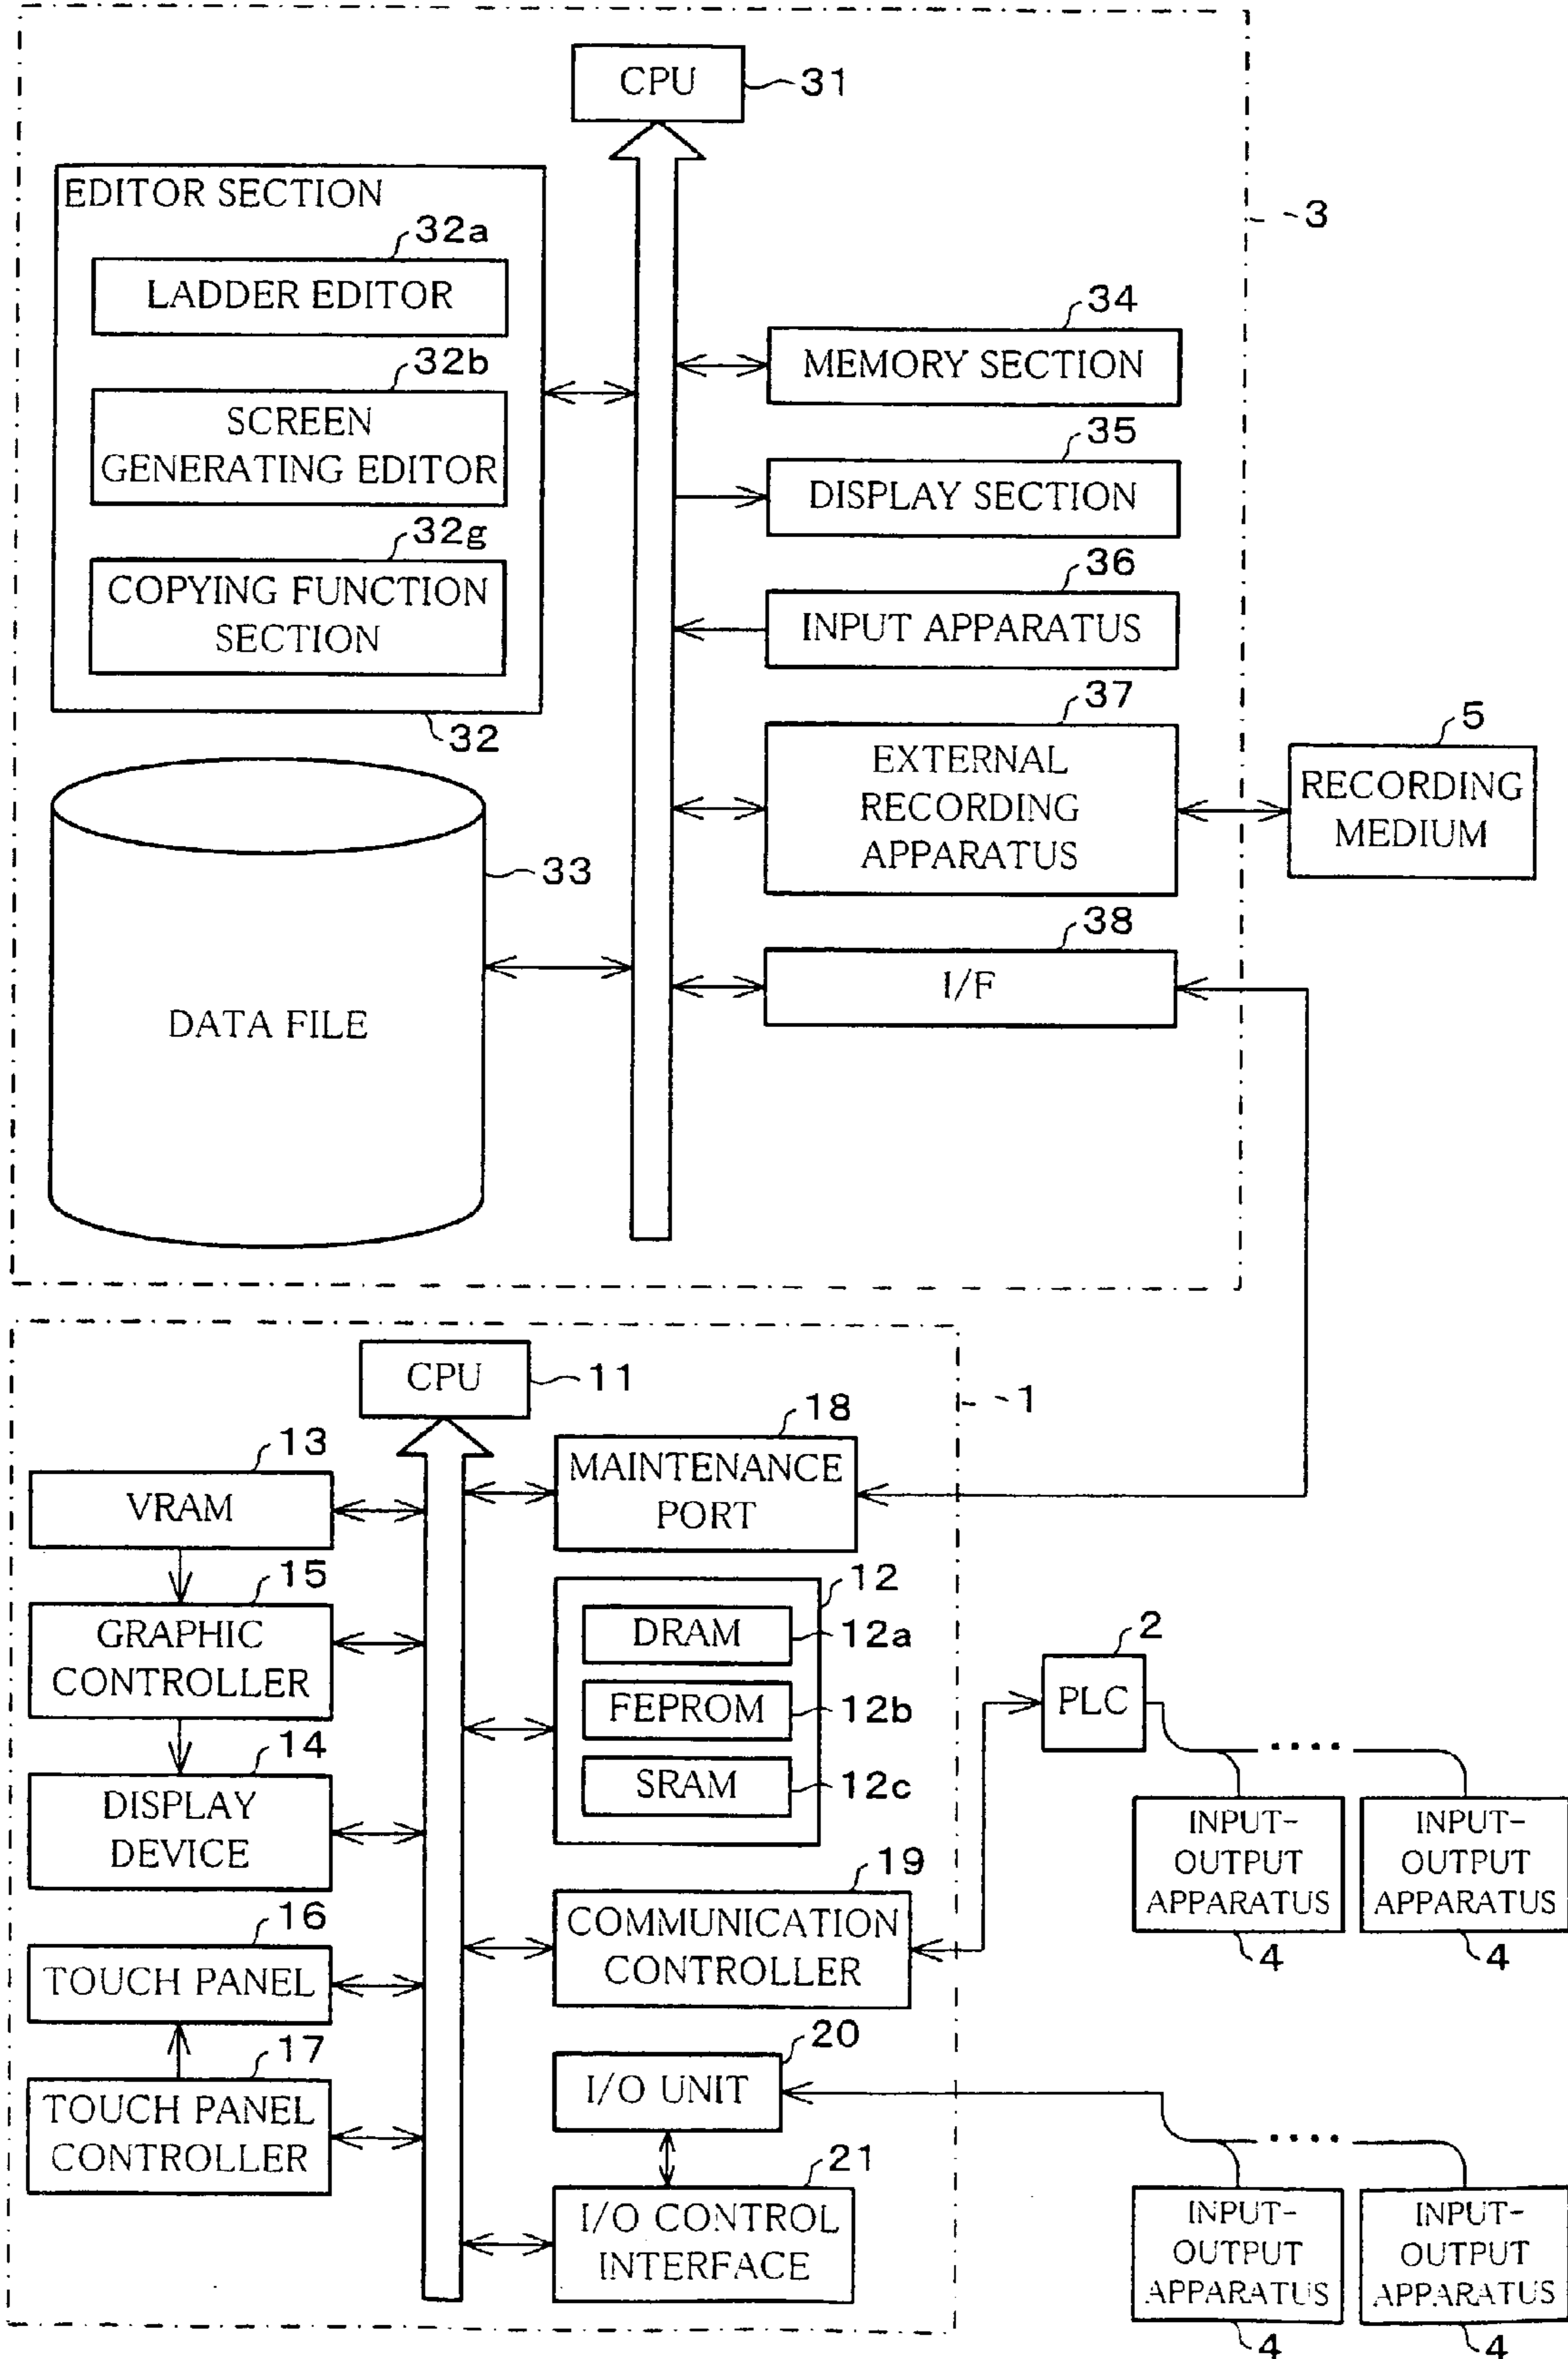 CPU
31
EDITOR SECTION
32a
LADDER EDITOR
32b
SCREEN
GENERATING EDITOR
32g
COPYING FUNCTION
SECTION
32
3
34
MEMORY SECTION
35
DISPLAY SECTION
36
INPUT APPARATUS
37
EXTERNAL
RECORDING
APPARATUS
5
RECORDING
MEDIUM
33
DATA FILE
38
I/F
CPU
11
1
13
VRAM
15
GRAPHIC
CONTROLLER
14
DISPLAY
DEVICE
16
TOUCH PANEL
17
TOUCH PANEL
CONTROLLER
18
MAINTENANCE
PORT
12
DRAM
12a
FEPROM
12b
SRAM
12c
19
COMMUNICATION
CONTROLLER
20
I/O UNIT
21
I/O CONTROL
INTERFACE
2
PLC
....
INPUT-
OUTPUT
APPARATUS
4
INPUT-
OUTPUT
APPARATUS
4
....
INPUT-
OUTPUT
APPARATUS
4
INPUT-
OUTPUT
APPARATUS
4